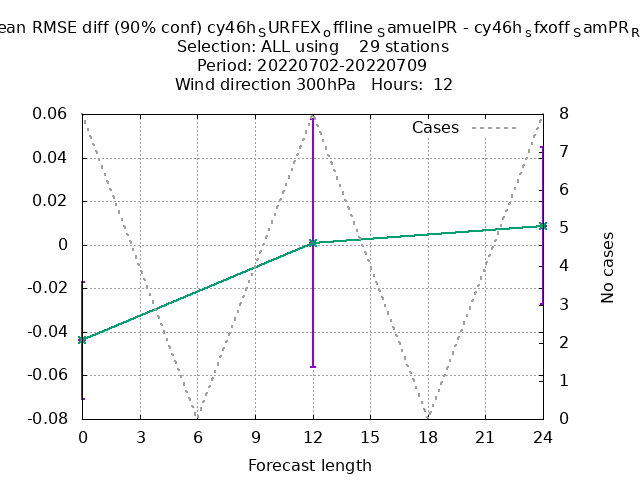 ean RMSE diff (90% conf) cy46h_SURFEX_offline_SamuelPR - cy46h_sfxoff_SamPR_R
Selection: ALL using    29 stations
Period: 20220702-20220709
Wind direction 300hPa   Hours:  12
Cases
0.06
0.04
0.02
0
-0.02
-0.04
-0.06
-0.08
8
7
6
5
4
3
2
1
0
No cases
0 3 6 9 12 15 18 21 24
Forecast length